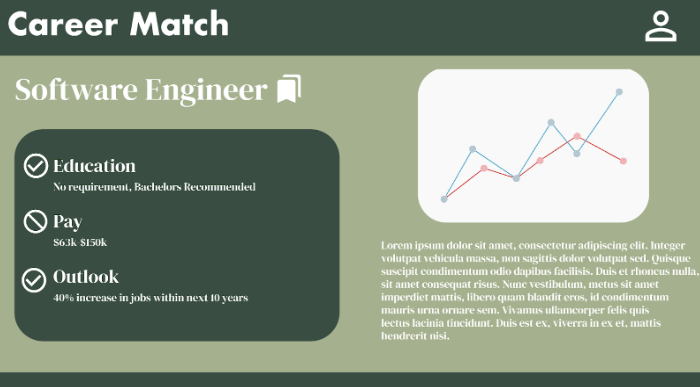 Career Match
Software Engineer
Education
No requirement, Bachelors Recommended
Pay
$63k-$150k
Outlook
40% increase in jobs within next 10 years
Lorem ipsum dolor sit amet, consectetur adipiscing elit. Integer
volutpat vehicula massa, non sagittis dolor volutpat sed. Quisque
suscipit condimentum odio dapibus facilisis. Duis et rhoncus nulla,
sit amet consequat risus. Nunc vestibulum, metus sit amet
imperdiet mattis, libero quam blandit eros, id condimentum
mauris urna ornare sem. Vivamus ullamcorper felis quis
lectus lacinia tincidunt. Duis est ex, viverra in ex et, mattis
hendrerit nisi.